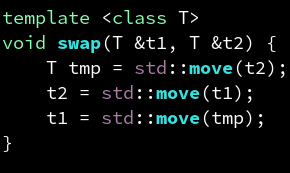 template <class T>
void swap(T &t1, T &t2) {
    T tmp = std::move(t2);
    t2 = std::move(t1);
    t1 = std::move(tmp);
}